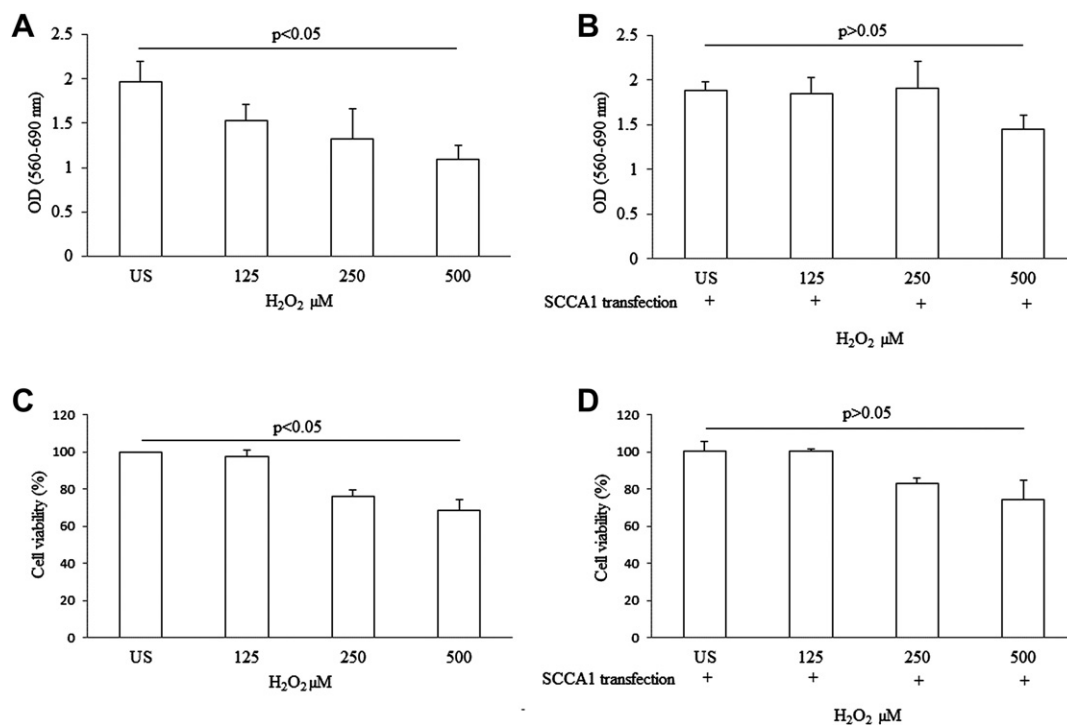 A
p<0.05
2.5
2
1.5
1
0.5
0
OD (560-690 nm)
US 125 250 500
H₂O₂ µM
B
p>0.05
2.5
2
1.5
1
0.5
0
OD (560-690 nm)
US 125 250 500
SCCA1 transfection + + + +
H₂O₂ µM
C
p<0.05
120
100
80
60
40
20
0
Cell viability (%)
US 125 250 500
H₂O₂ µM
D
p>0.05
120
100
80
60
40
20
0
Cell viability (%)
US 125 250 500
SCCA1 transfection + + + +
H₂O₂ µM